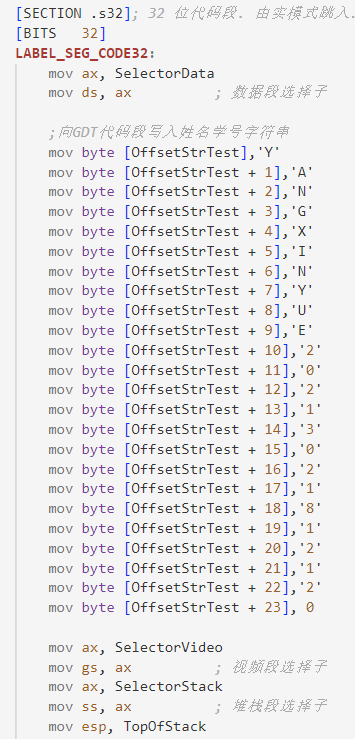 [SECTION .s32]; 32 位代码段. 由实模式跳入.
[BITS   32]
LABEL_SEG_CODE32:
    mov ax, SelectorData
    mov ds, ax          ; 数据段选择子

    ;向GDT代码段写入姓名学号字符串
    mov byte [OffsetStrTest],'Y'
    mov byte [OffsetStrTest + 1],'A'
    mov byte [OffsetStrTest + 2],'N'
    mov byte [OffsetStrTest + 3],'G'
    mov byte [OffsetStrTest + 4],'X'
    mov byte [OffsetStrTest + 5],'I'
    mov byte [OffsetStrTest + 6],'N'
    mov byte [OffsetStrTest + 7],'Y'
    mov byte [OffsetStrTest + 8],'U'
    mov byte [OffsetStrTest + 9],'E'
    mov byte [OffsetStrTest + 10],'2'
    mov byte [OffsetStrTest + 11],'0'
    mov byte [OffsetStrTest + 12],'2'
    mov byte [OffsetStrTest + 13],'1'
    mov byte [OffsetStrTest + 14],'3'
    mov byte [OffsetStrTest + 15],'0'
    mov byte [OffsetStrTest + 16],'2'
    mov byte [OffsetStrTest + 17],'1'
    mov byte [OffsetStrTest + 18],'8'
    mov byte [OffsetStrTest + 19],'1'
    mov byte [OffsetStrTest + 20],'2'
    mov byte [OffsetStrTest + 21],'1'
    mov byte [OffsetStrTest + 22],'2'
    mov byte [OffsetStrTest + 23], 0

    mov ax, SelectorVideo
    mov gs, ax          ; 视频段选择子
    mov ax, SelectorStack
    mov ss, ax          ; 堆栈段选择子
    mov esp, TopOfStack